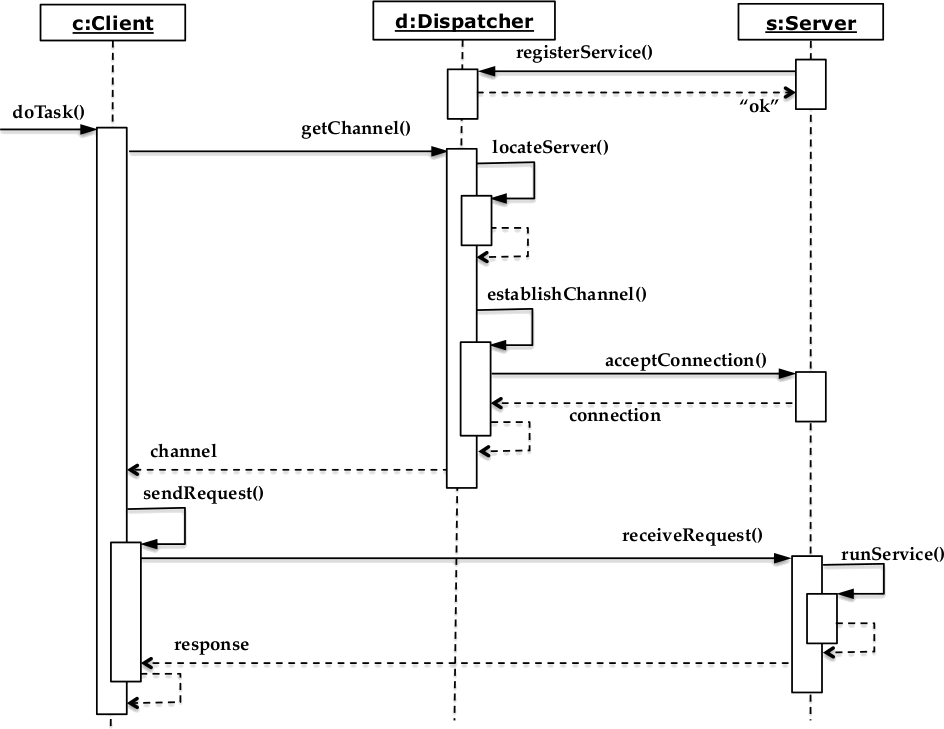 c:Client
d:Dispatcher
s:Server
registerService()
“ok”
doTask()
getChannel()
locateServer()
establishChannel()
acceptConnection()
connection
channel
sendRequest()
receiveRequest()
runService()
response